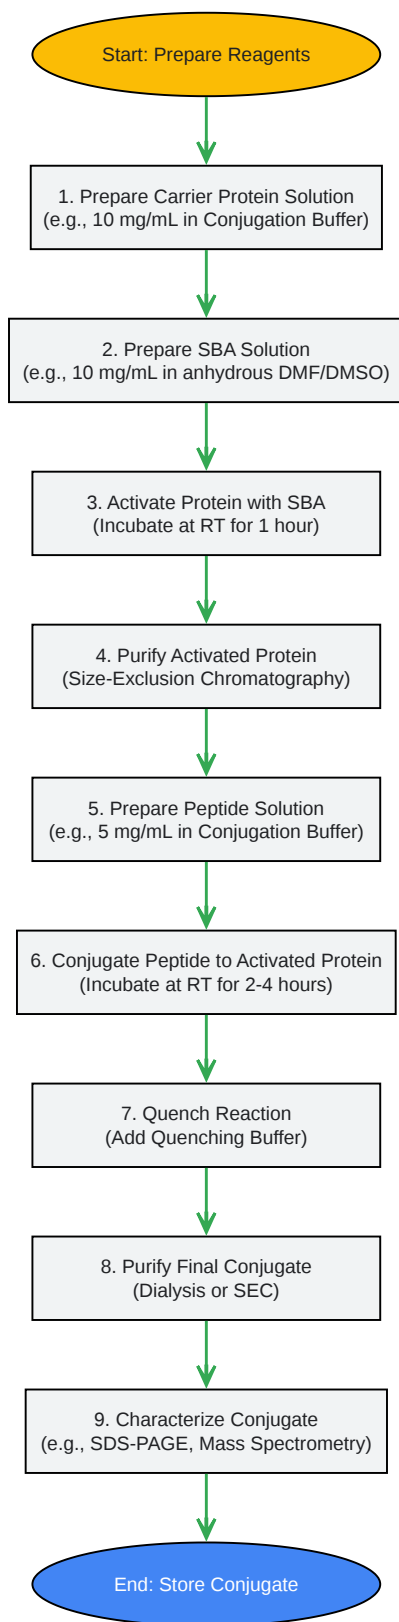 Start: Prepare Reagents
1. Prepare Carrier Protein Solution
(e.g., 10 mg/mL in Conjugation Buffer)
2. Prepare SBA Solution
(e.g., 10 mg/mL in anhydrous DMF/DMSO)
3. Activate Protein with SBA
(Incubate at RT for 1 hour)
4. Purify Activated Protein
(Size-Exclusion Chromatography)
5. Prepare Peptide Solution
(e.g., 5 mg/mL in Conjugation Buffer)
6. Conjugate Peptide to Activated Protein
(Incubate at RT for 2-4 hours)
7. Quench Reaction
(Add Quenching Buffer)
8. Purify Final Conjugate
(Dialysis or SEC)
9. Characterize Conjugate
(e.g., SDS-PAGE, Mass Spectrometry)
End: Store Conjugate